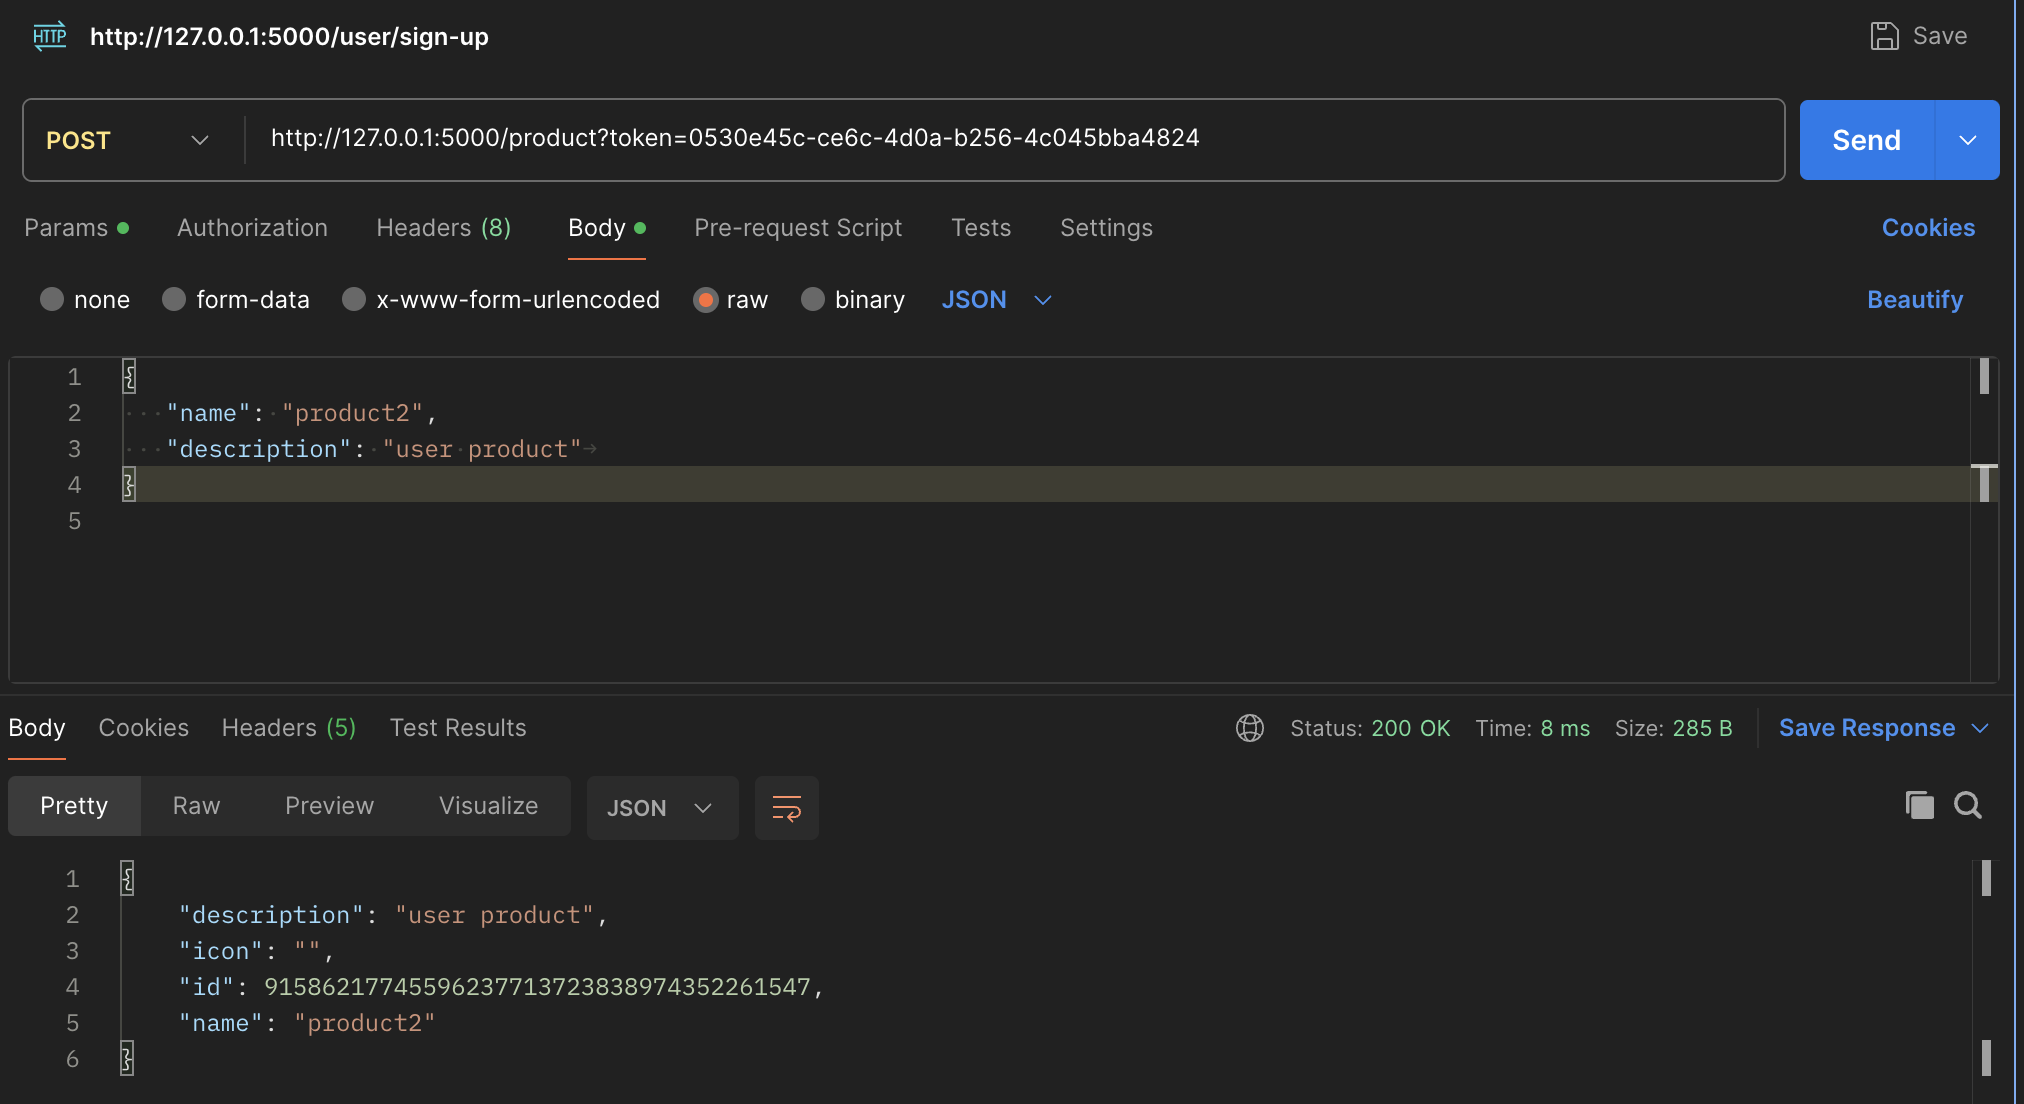 HTTP http://127.0.0.1:5000/user/sign-up Save
POST http://127.0.0.1:5000/product?token=0530e45c-ce6c-4d0a-b256-4c045bba4824 Send
Params Authorization Headers (8) Body Pre-request Script Tests Settings Cookies
none form-data x-www-form-urlencoded raw binary JSON Beautify
1 {
2 "name": "product2",
3 "description": "user product"
4 }
5
Body Cookies Headers (5) Test Results Status: 200 OK Time: 8 ms Size: 285 B Save Response
Pretty Raw Preview Visualize JSON
1 {
2 "description": "user product",
3 "icon": "",
4 "id": 91586217745596237713723838974352261547,
5 "name": "product2"
6 }